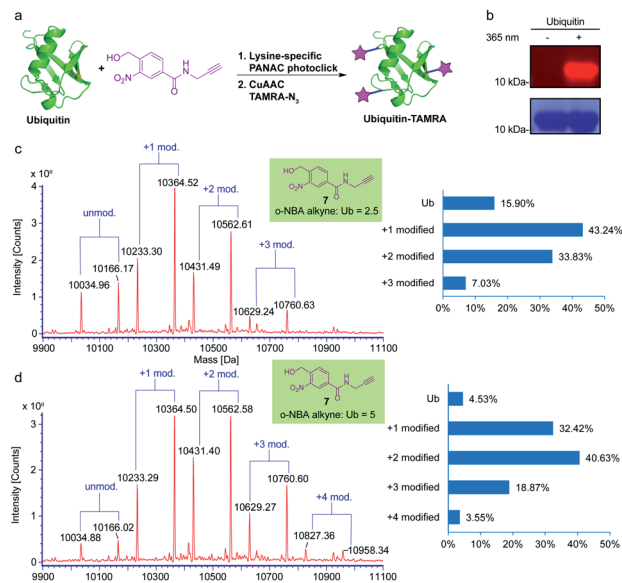 a
HO
NO2
O
H
N
+
Ubiquitin
1. Lysine-specific
PANAC photoclick
2. CuAAC
TAMRA-N3
Ubiquitin-TAMRA
b
Ubiquitin
365 nm - +
10 kDa-
10 kDa-
c
x 10⁸
Intensity [Counts]
4
3
2
1
0
unmod.
+1 mod.
+2 mod.
+3 mod.
10034.96
10166.17
10233.30
10364.52
10431.49
10562.61
10629.24
10760.63
9900 10100 10300 10500 10700 10900 11100
Mass [Da]
HO
NO2
O
H
N
7
o-NBA alkyne: Ub = 2.5
Ub 15.90%
+1 modified 43.24%
+2 modified 33.83%
+3 modified 7.03%
0% 10% 20% 30% 40% 50%
d
x 10⁸
Intensity [Counts]
3
2
1
0
unmod.
+1 mod.
+2 mod.
+3 mod.
+4 mod.
10034.88
10166.02
10233.29
10364.50
10431.40
10562.58
10629.27
10760.60
10827.36
10958.34
9900 10100 10300 10500 10700 10900 11100
HO
NO2
O
H
N
7
o-NBA alkyne: Ub = 5
Ub 4.53%
+1 modified 32.42%
+2 modified 40.63%
+3 modified 18.87%
+4 modified 3.55%
0% 10% 20% 30% 40% 50%